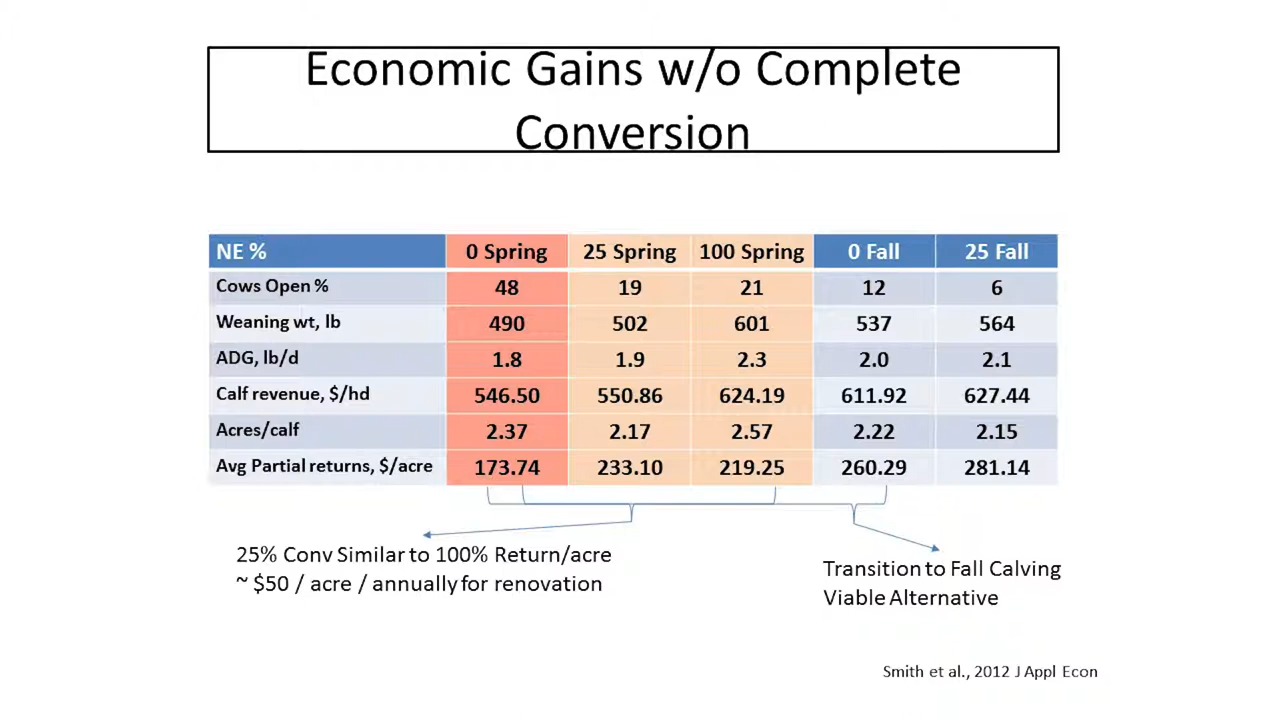 Economic Gains w/o Complete
Conversion
NE % 0 Spring 25 Spring 100 Spring 0 Fall 25 Fall
Cows Open % 48 19 21 12 6
Weaning wt, lb 490 502 601 537 564
ADG, lb/d 1.8 1.9 2.3 2.0 2.1
Calf revenue, $/hd 546.50 550.86 624.19 611.92 627.44
Acres/calf 2.37 2.17 2.57 2.22 2.15
Avg Partial returns, $/acre 173.74 233.10 219.25 260.29 281.14
25% Conv Similar to 100% Return/acre
~ $50 / acre / annually for renovation
Transition to Fall Calving
Viable Alternative
Smith et al., 2012 J Appl Econ